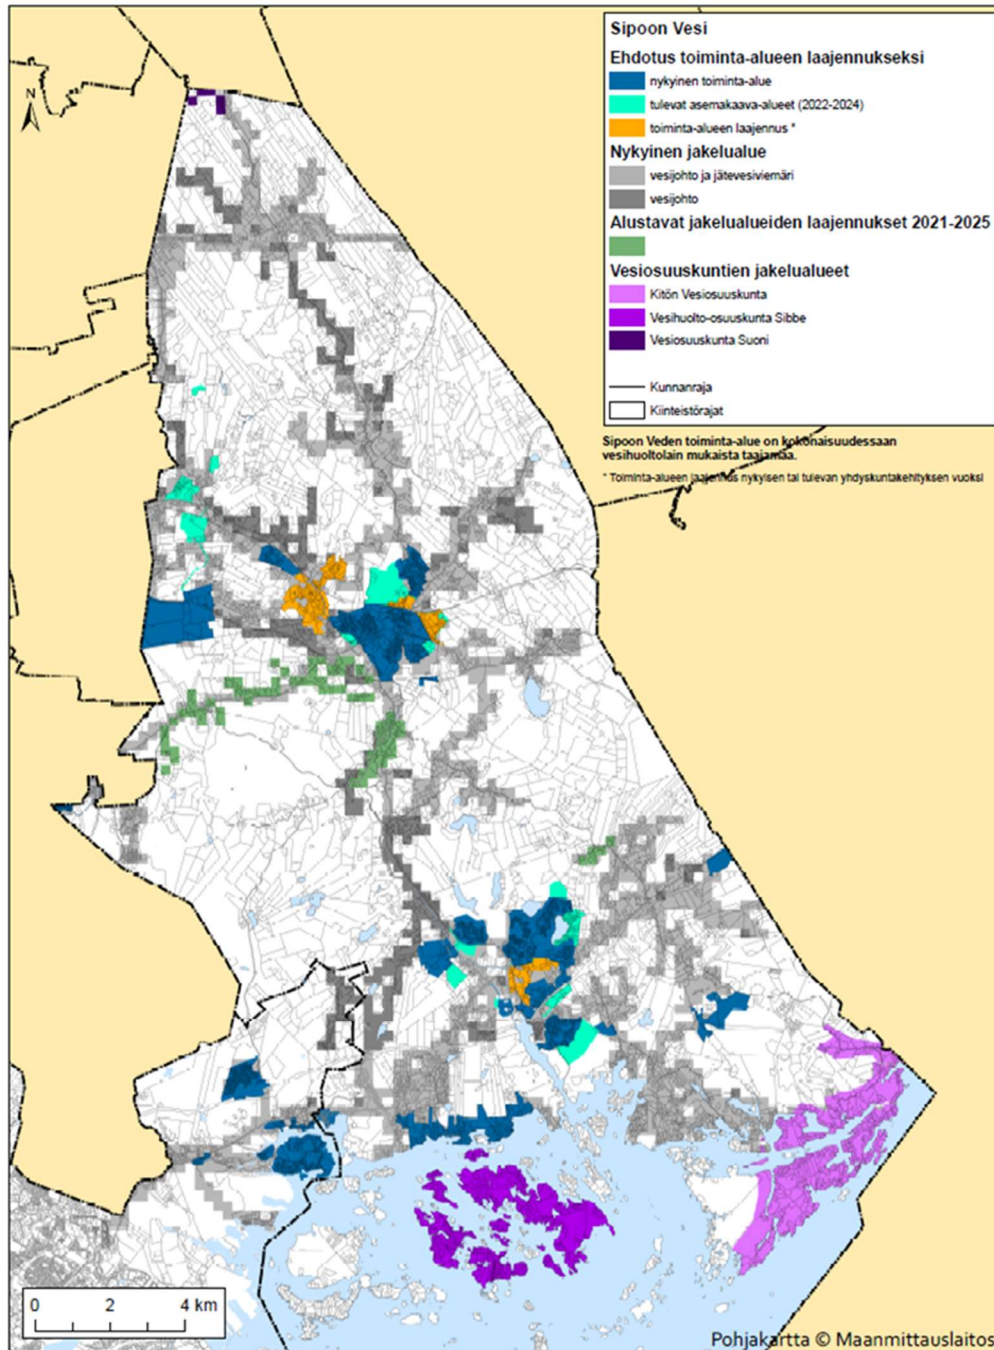 Sipoon Vesi
Ehdotus toiminta-alueen laajennukseksi
nykyinen toiminta-alue
tulevat asemakaava-alueet (2022-2024)
toiminta-alueen laajennus *
Nykyinen jakelualue
vesijohto ja jätevesiviemäri
vesijohto
Alustavat jakelualueiden laajennukset 2021-2025
Vesiosuuskuntien jakelualueet
Kitön Vesiosuuskunta
Vesihuolto-osuuskunta Sibbe
Vesiosuuskunta Suoni
Kunnanraja
Kiinteistörajat
Sipoon Veden toiminta-alue on kokonaisuudessaan
vesihuoltolain mukaista taajamaa.
* Toiminta-alueen laajennus nykyisen tai tulevan yhdyskuntakehityksen vuoksi
N
0 2 4 km
Pohjakartta © Maanmittauslaitos